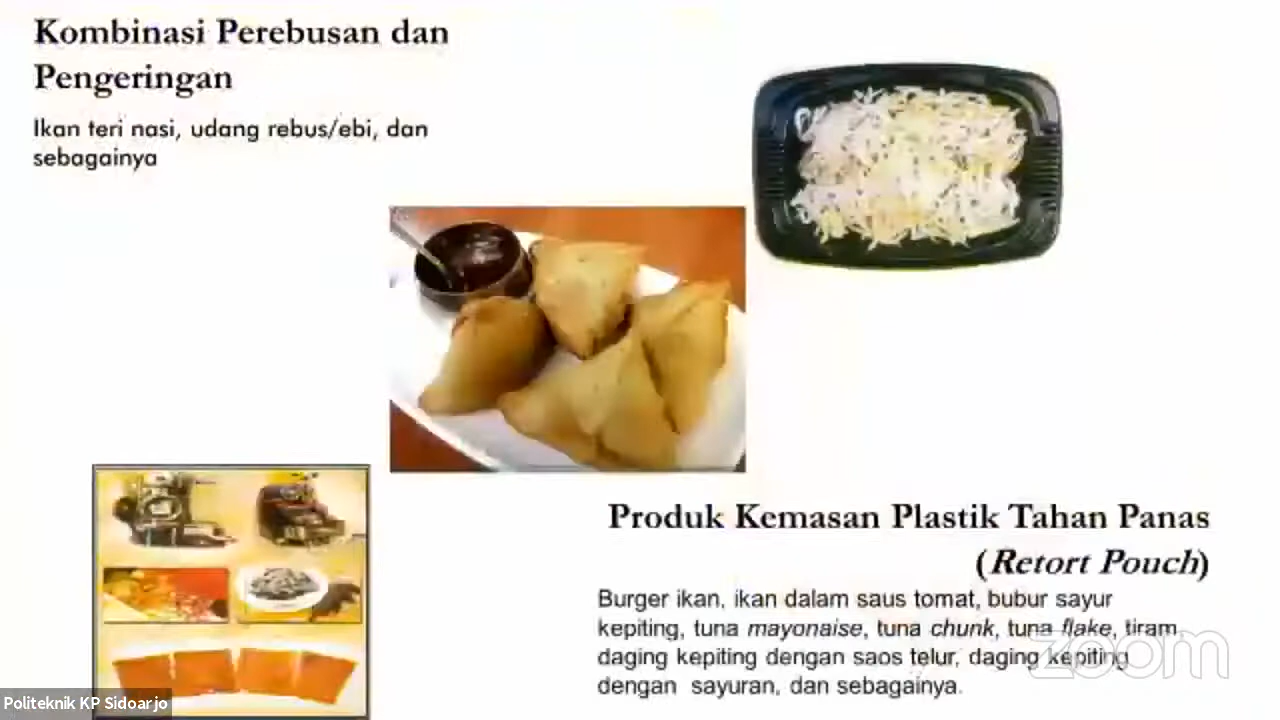 Kombinasi Perebusan dan
Pengeringan
Ikan teri nasi, udang rebus/ebi, dan
sebagainya
Produk Kemasan Plastik Tahan Panas
(Retort Pouch)
Burger ikan, ikan dalam saus tomat, bubur sayur
kepiting, tuna mayonaise, tuna chunk, tuna flake, tiram,
daging kepiting dengan saos telur, daging kepiting
dengan sayuran, dan sebagainya.
zoom
Politeknik KP Sidoarjo